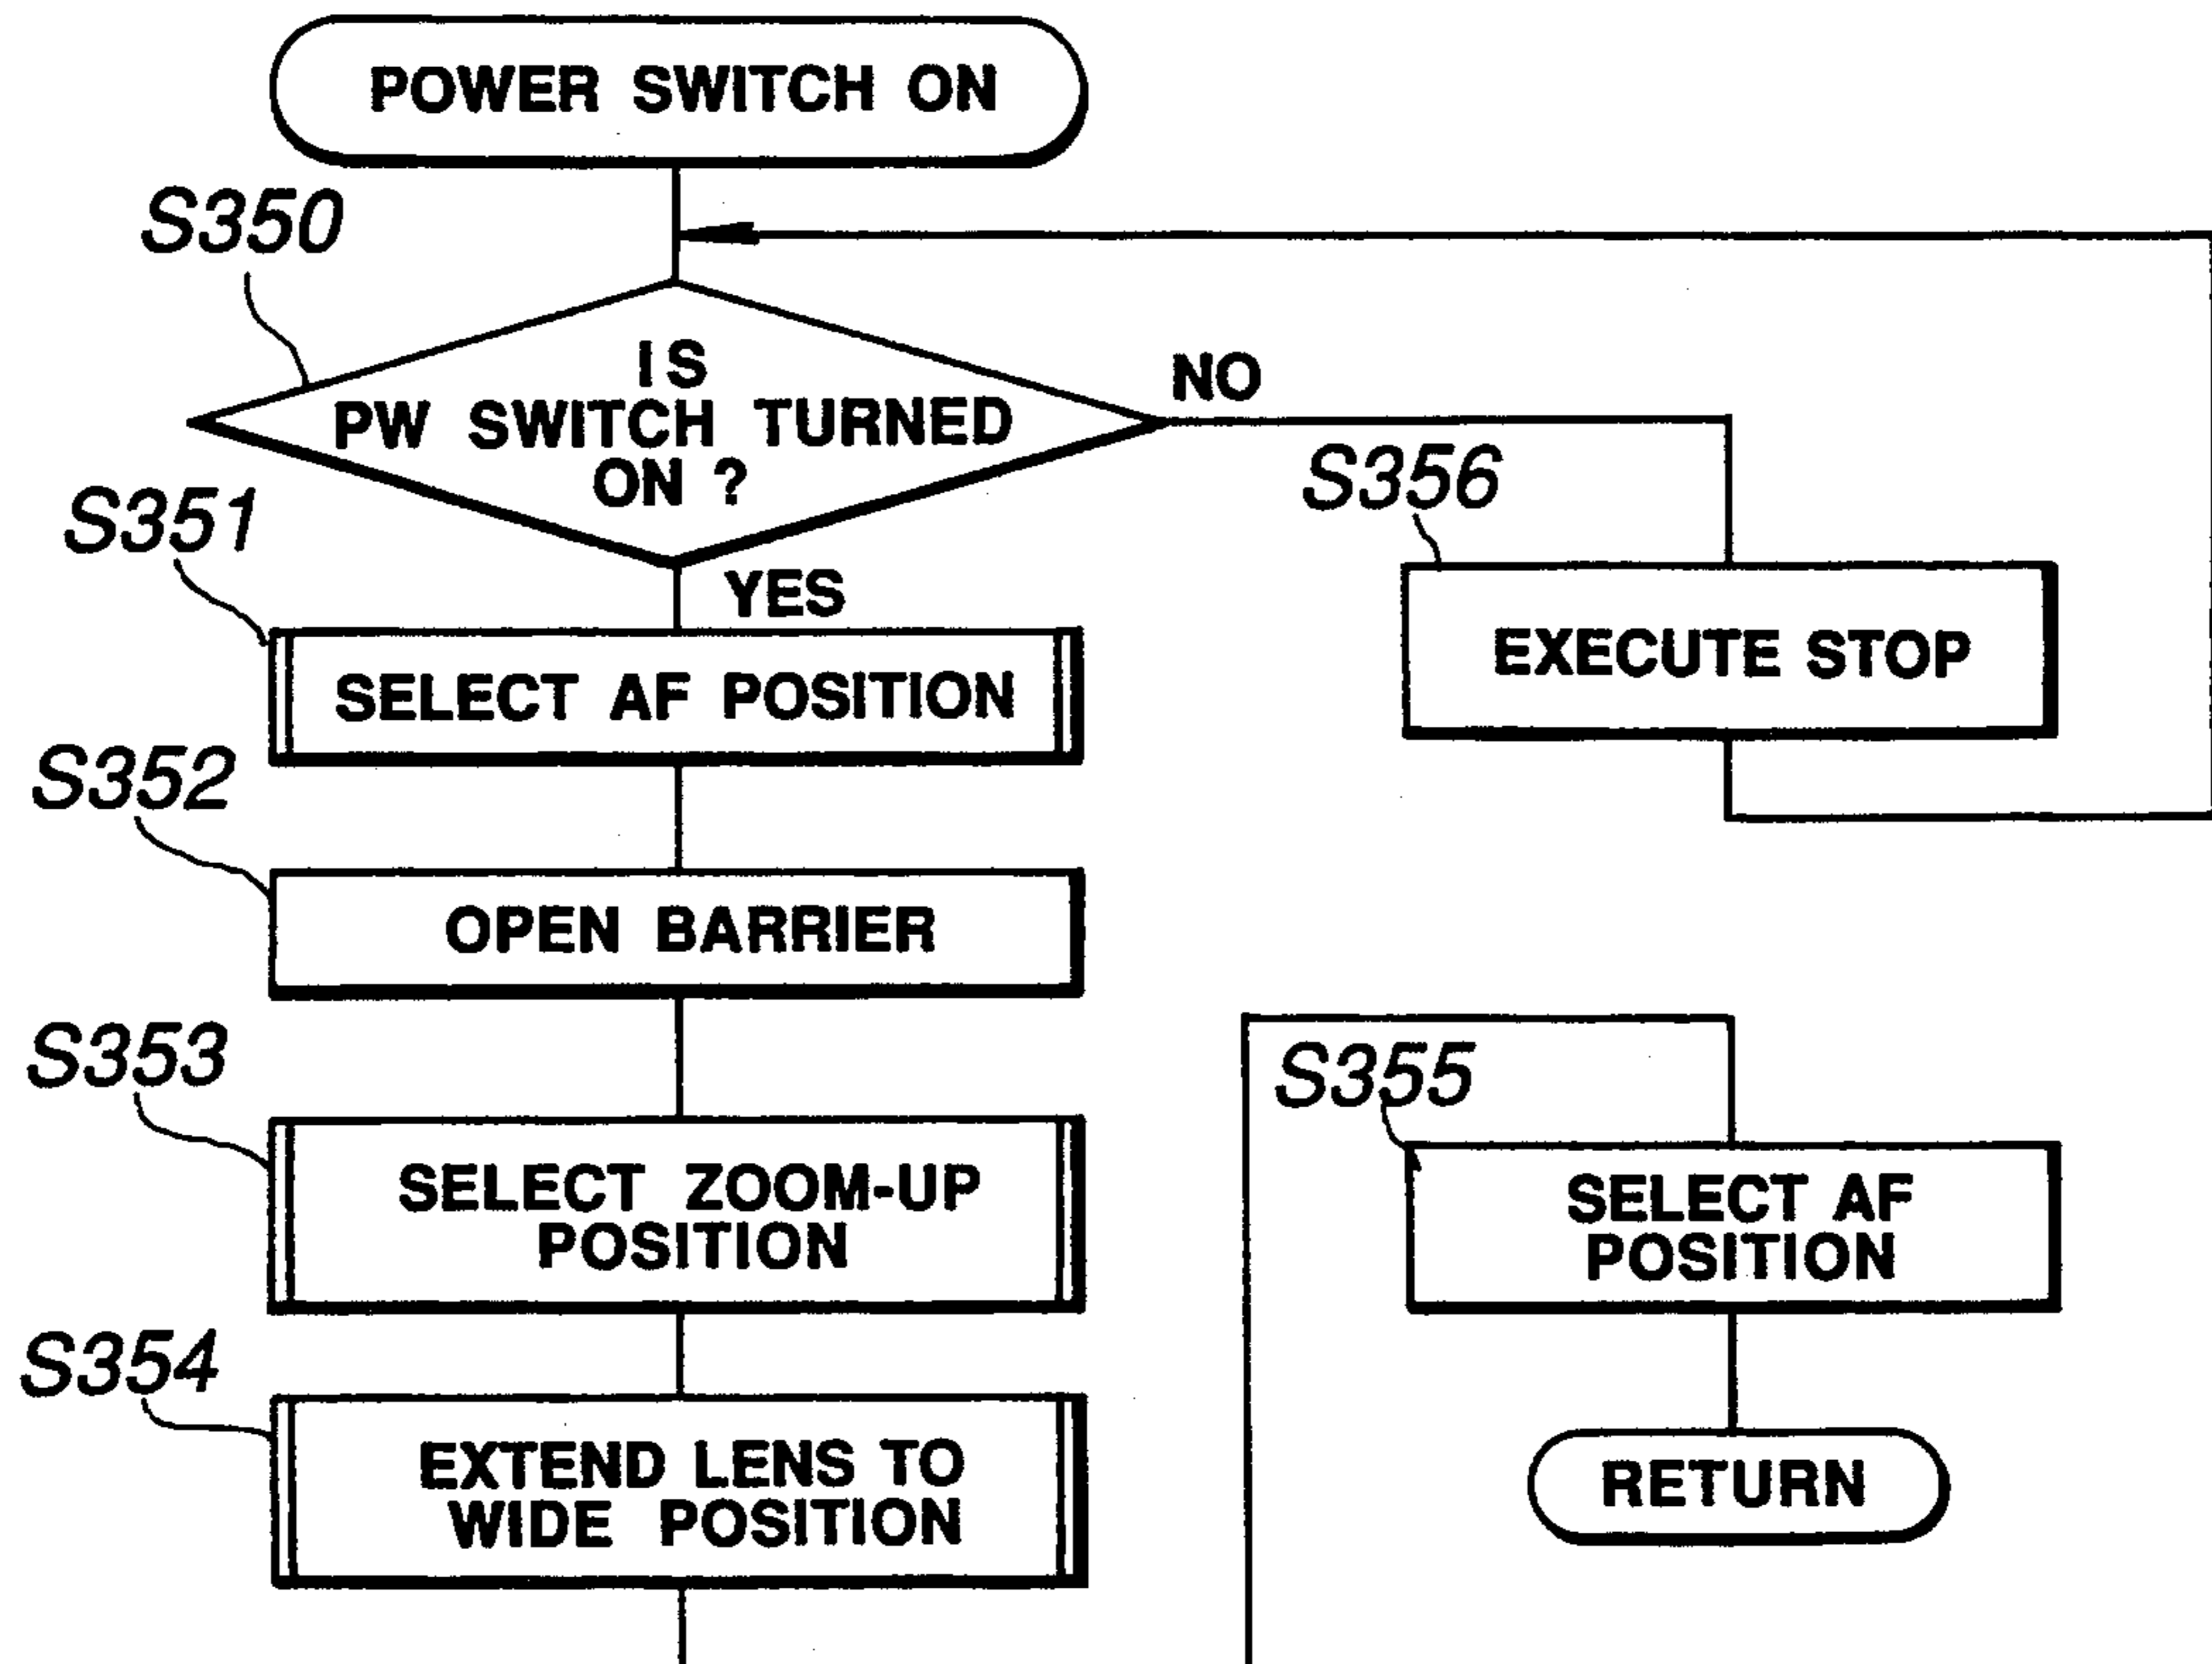 POWER SWITCH ON
S350
IS
PW SWITCH TURNED
ON ?
NO
YES
S356
EXECUTE STOP
S351
SELECT AF POSITION
S352
OPEN BARRIER
S353
SELECT ZOOM-UP
POSITION
S354
EXTEND LENS TO
WIDE POSITION
S355
SELECT AF
POSITION
RETURN